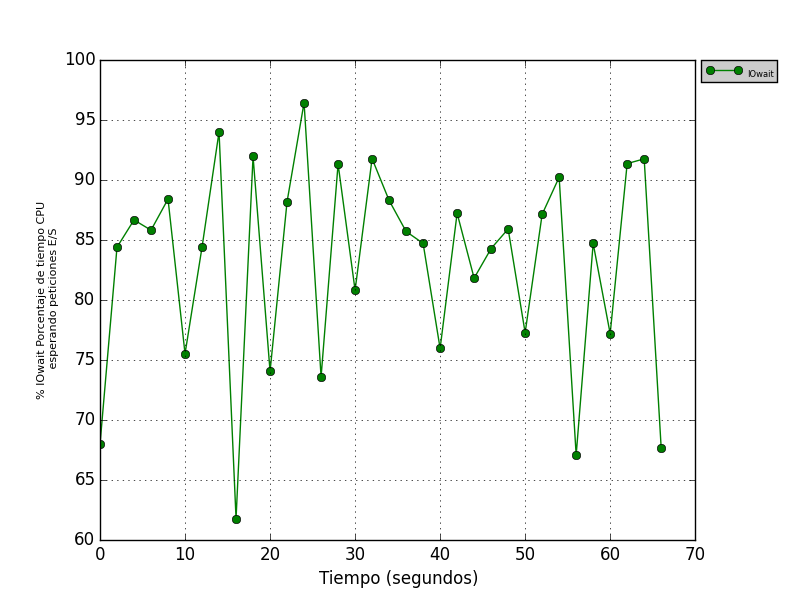 100
95
90
85
80
75
70
65
60
% IOwait Porcentaje de tiempo CPU
esperando peticiones E/S
0 10 20 30 40 50 60 70
Tiempo (segundos)
IOwait